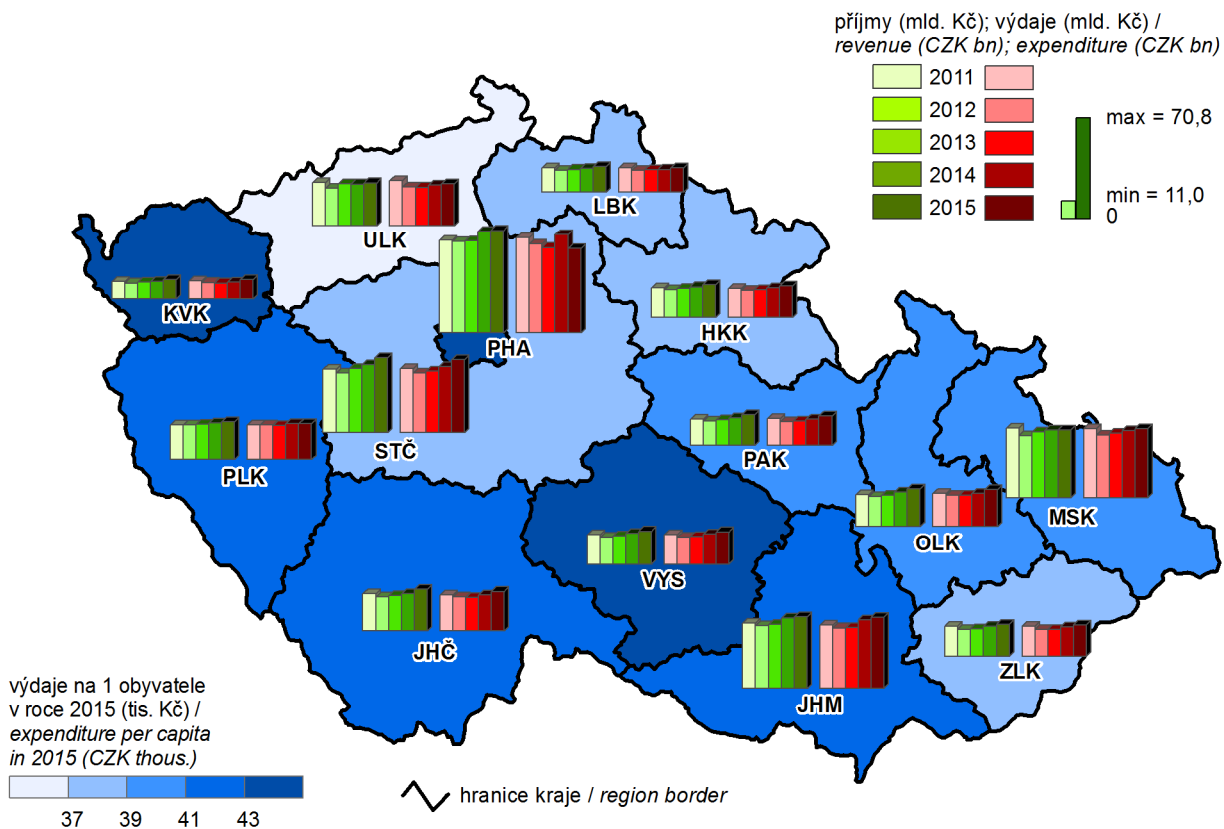 příjmy (mld. Kč); výdaje (mld. Kč) /
revenue (CZK bn); expenditure (CZK bn)
2011
2012
2013
2014
2015
max = 70,8
min = 11,0
0
LBK
ULK
KVK
PHA
HKK
STČ
PLK
PAK
MSK
OLK
VYS
JHČ
ZLK
JHM
výdaje na 1 obyvatele
v roce 2015 (tis. Kč) /
expenditure per capita
in 2015 (CZK thous.)
37 39 41 43
hranice kraje / region border